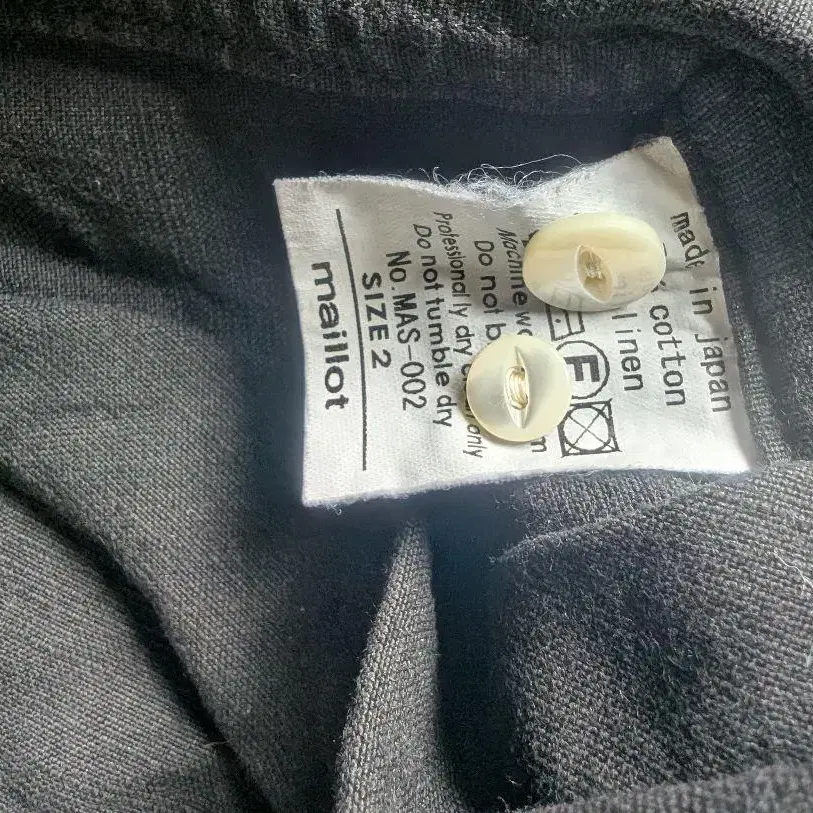 made in japan
cotton
linen
F
Machine
Do not
Professionally dry only
Do not tumble dry
No.MAS-002
SIZE 2
maillot